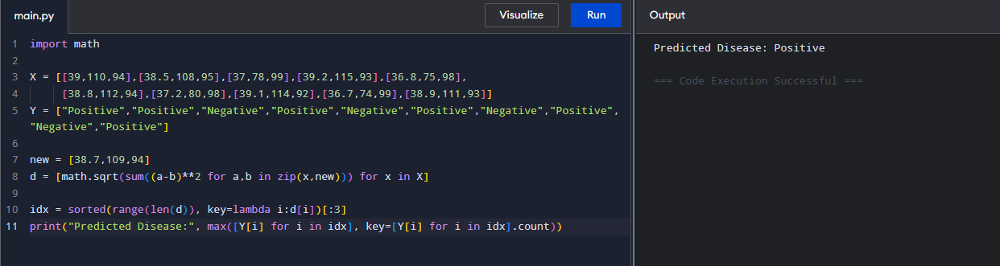 main.py
Visualize
Run
1 import math
2
3 X = [[39,110,94],[38.5,108,95],[37,78,99],[39.2,115,93],[36.8,75,98],
4      [38.8,112,94],[37.2,80,98],[39.1,114,92],[36.7,74,99],[38.9,111,93]]
5 Y = ["Positive","Positive","Negative","Positive","Negative","Positive","Negative","Positive",
"Negative","Positive"]
6
7 new = [38.7,109,94]
8 d = [math.sqrt(sum((a-b)**2 for a,b in zip(x,new))) for x in X]
9
10 idx = sorted(range(len(d)), key=lambda i:d[i])[:3]
11 print("Predicted Disease:", max([Y[i] for i in idx], key=[Y[i] for i in idx].count))
Output
Predicted Disease: Positive
=== Code Execution Successful ===